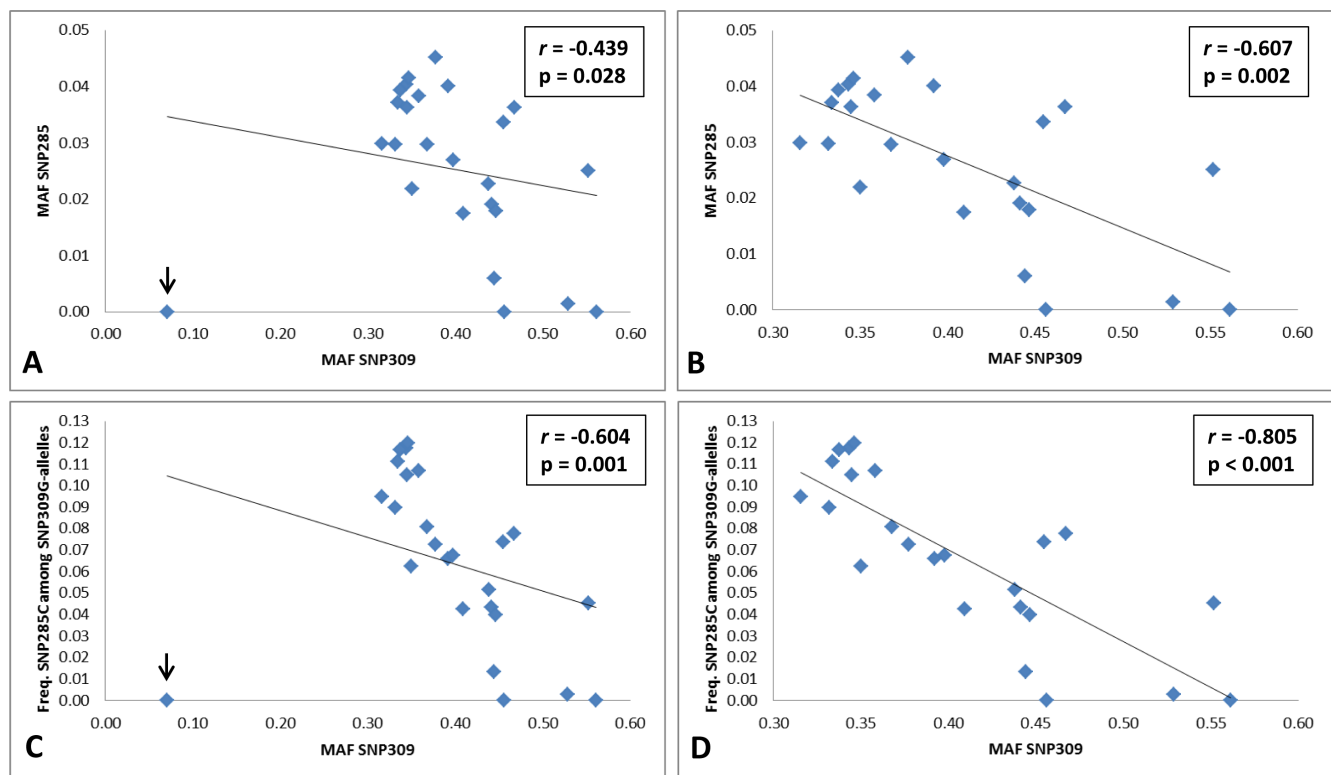 r = -0.439
p = 0.028
0.05
0.04
0.03
0.02
0.01
0.00
MAF SNP285
0.00 0.10 0.20 0.30 0.40 0.50 0.60
MAF SNP309
A
r = -0.607
p = 0.002
0.05
0.04
0.03
0.02
0.01
0.00
MAF SNP285
0.30 0.35 0.40 0.45 0.50 0.55 0.60
MAF SNP309
B
r = -0.604
p = 0.001
0.13
0.12
0.11
0.10
0.09
0.08
0.07
0.06
0.05
0.04
0.03
0.02
0.01
0.00
Freq. SNP285Camong SNP309G-allelles
0.00 0.10 0.20 0.30 0.40 0.50 0.60
MAF SNP309
C
r = -0.805
p < 0.001
0.13
0.12
0.11
0.10
0.09
0.08
0.07
0.06
0.05
0.04
0.03
0.02
0.01
0.00
Freq. SNP285Camong SNP309G-allelles
0.30 0.35 0.40 0.45 0.50 0.55 0.60
MAF SNP309
D